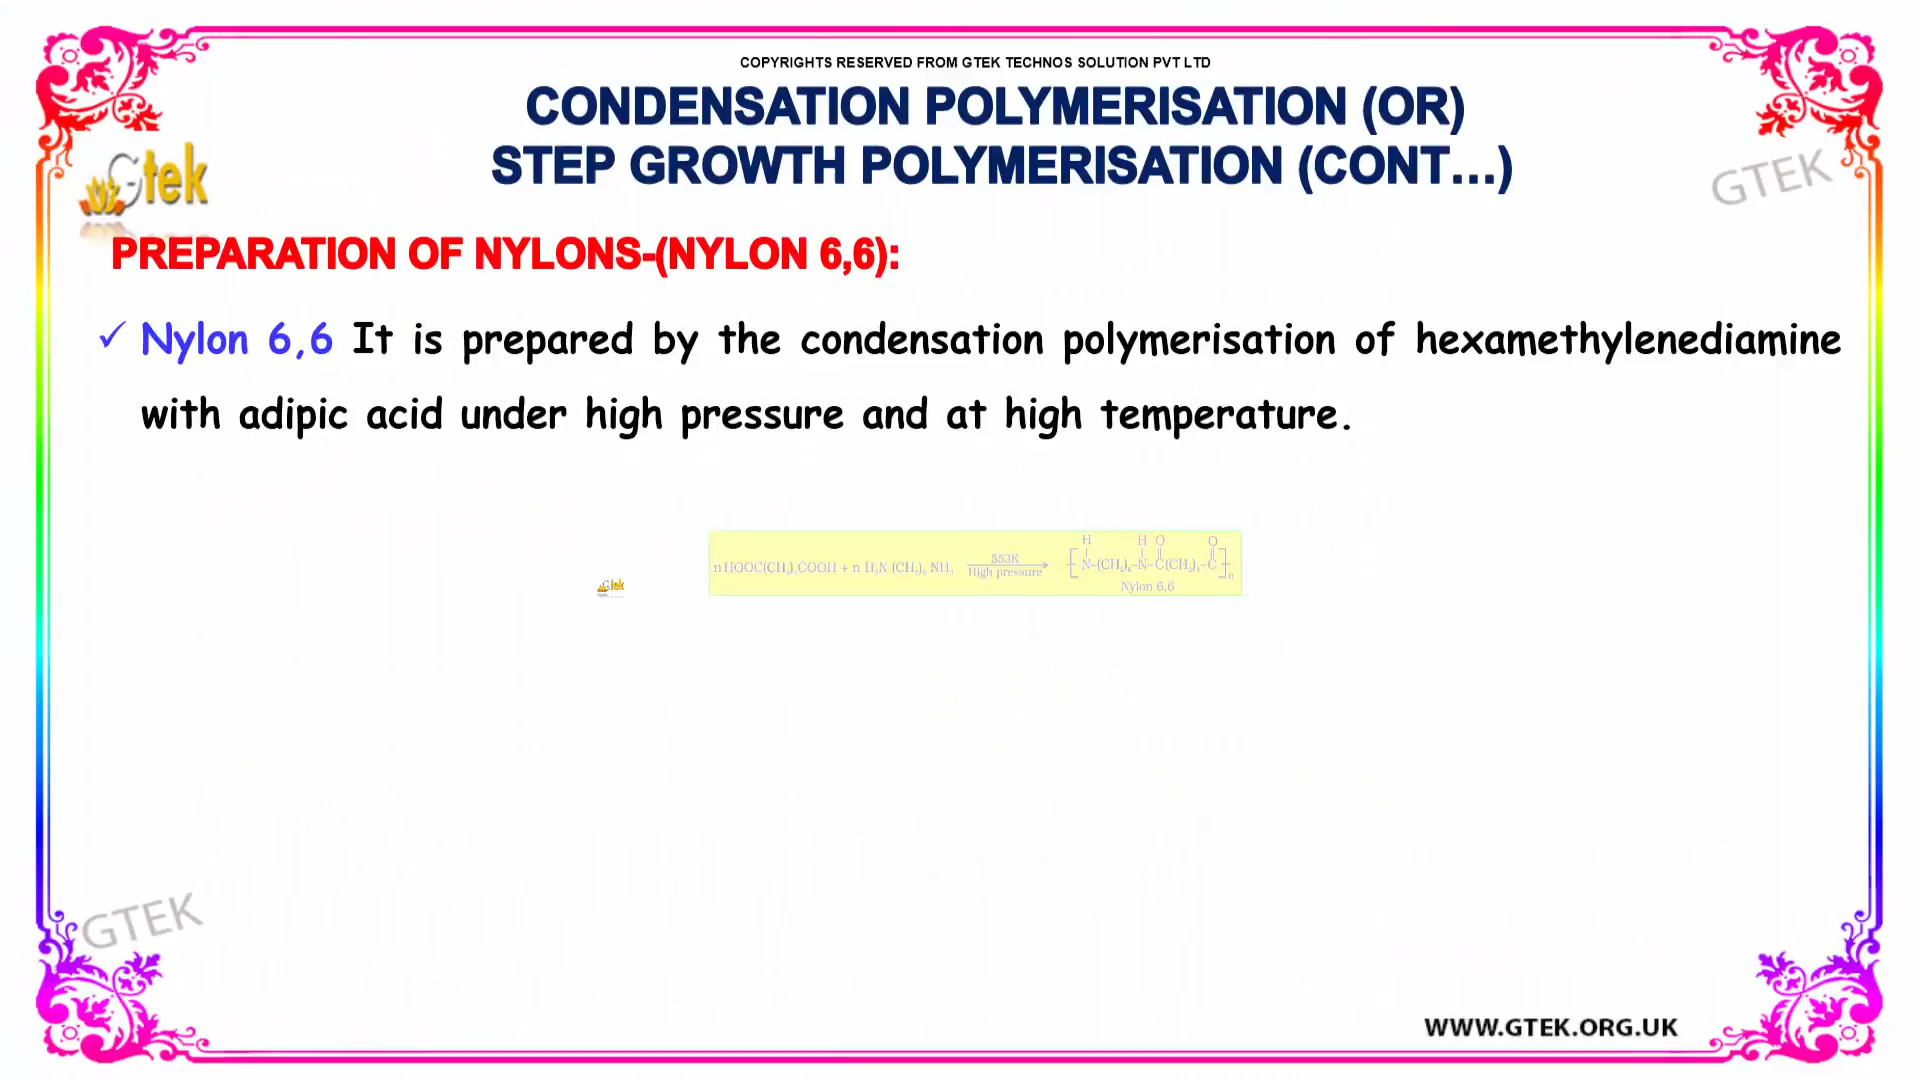 COPYRIGHTS RESERVED FROM GTEK TECHNOS SOLUTION PVT LTD
CONDENSATION POLYMERISATION (OR)
STEP GROWTH POLYMERISATION (CONT...)
Gtek
GTEK
PREPARATION OF NYLONS-(NYLON 6,6):
✓ Nylon 6,6 It is prepared by the condensation polymerisation of hexamethylenediamine
with adipic acid under high pressure and at high temperature.
H H O O
n HOOC(CH₂)₄COOH + n H₂N (CH₂)₆ NH₂ 553K High pressure → [N-(CH₂)₆-N-C(CH₂)₄-C]n
Nylon 6,6
Gtek
GTEK
WWW.GTEK.ORG.UK